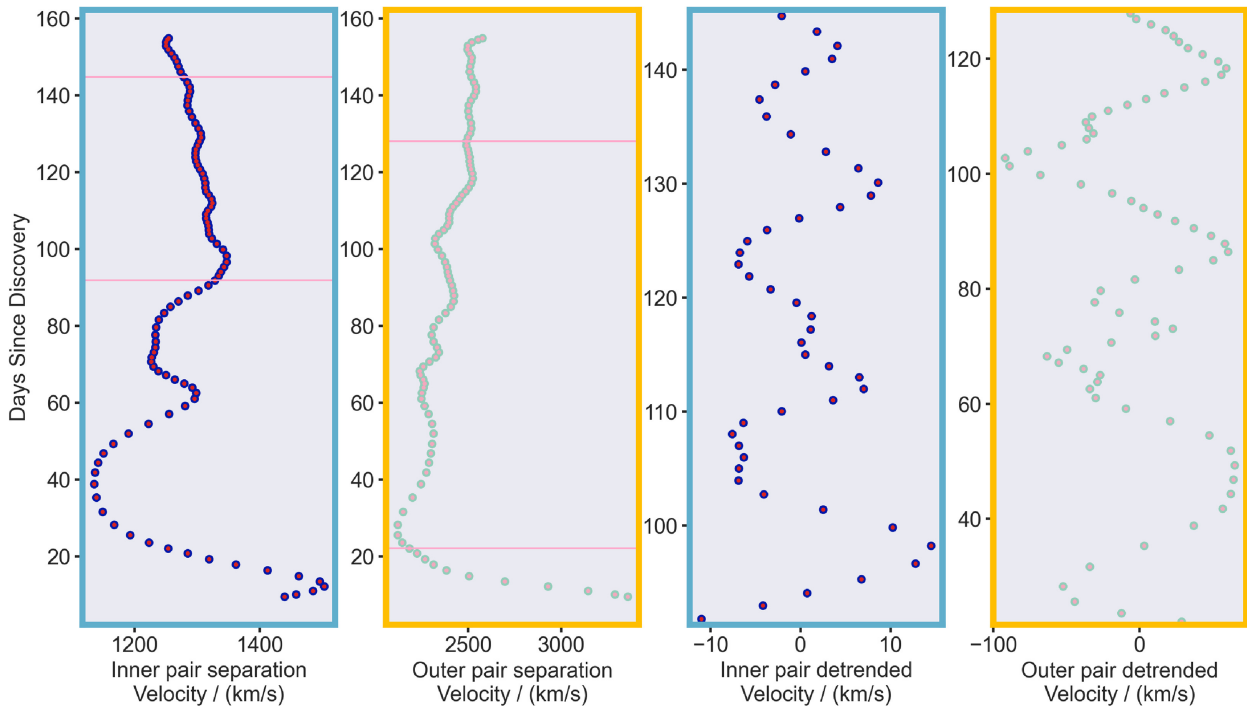 Days Since Discovery
160
140
120
100
80
60
40
20
1200 1400
Inner pair separation
Velocity / (km/s)
160
140
120
100
80
60
40
20
2500 3000
Outer pair separation
Velocity / (km/s)
140
130
120
110
100
−10 0 10
Inner pair detrended
Velocity / (km/s)
120
100
80
60
40
−100 0
Outer pair detrended
Velocity / (km/s)